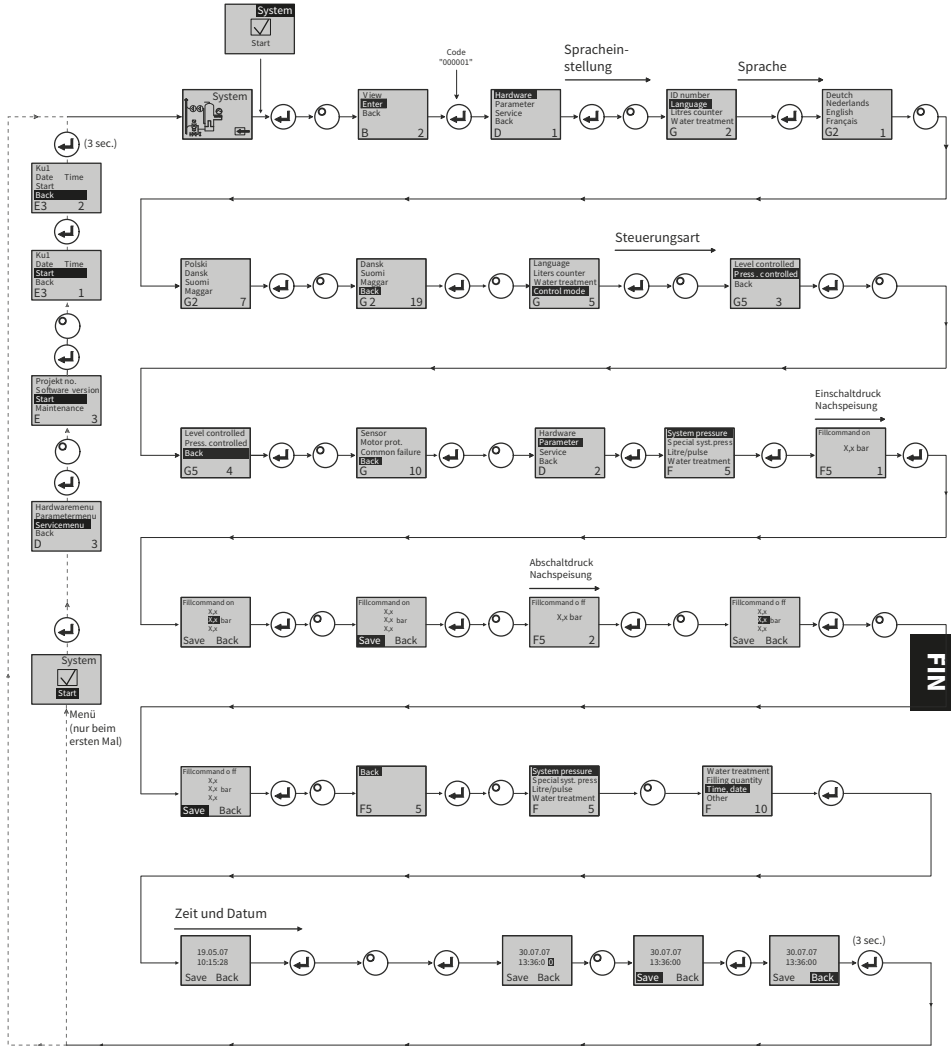 System
Start
Code
"000001"
Sprachein-
stellung
Sprache
System
View
Enter
Back
B 2
Hardware
Parameter
Service
Back
D 1
ID number
Language
Litres counter
Water treatment
G 2
Deutch
Nederlands
English
Français
G2 1
(3 sec.)
Ku1
Date Time
Start
Back
E3 2
Ku1
Date Time
Start
Back
E3 1
Projekt no.
Software version
Start
Maintenance
E 3
Hardwaremenu
Parametermenu
Servicemenu
Back
D 3
System
Start
Menü
(nur beim
ersten Mal)
Steuerungsart
Polski
Dansk
Suomi
Maggar
G2 7
Dansk
Suomi
Maggar
Back
G 2 19
Language
Liters counter
Water treatment
Control mode
G 5
Level controlled
Press . controlled
Back
G5 3
Einschaltdruck
Nachspeisung
Level controlled
Press. controlled
Back
G5 4
Sensor
Motor prot.
Common failure
Back
G 10
Hardware
Parameter
Service
Back
D 2
System pressure
Special syst.press
Litre/pulse
Water treatment
F 5
Fillcommand on
X,x bar
F5 1
Abschaltdruck
Nachspeisung
Fillcommand on
X,x
X,x bar
X,x
Save Back
Fillcommand on
X,x
X,x bar
X,x
Save Back
Fillcommand o ff
X,x bar
F5 2
Fillcommand o ff
X,x
X,x bar
X,x
Save Back
FIN
Fillcommand o ff
X,x
X,x bar
X,x
Save Back
Back
F5 5
System pressure
Special syst. press
Litre/pulse
Water treatment
F 5
Water treatment
Filling quantity
Time, date
Other
F 10
Zeit und Datum
19.05.07
10:15:28
Save Back
30.07.07
13:36:0 0
Save Back
30.07.07
13:36:00
Save Back
30.07.07
13:36:00
Save Back
(3 sec.)